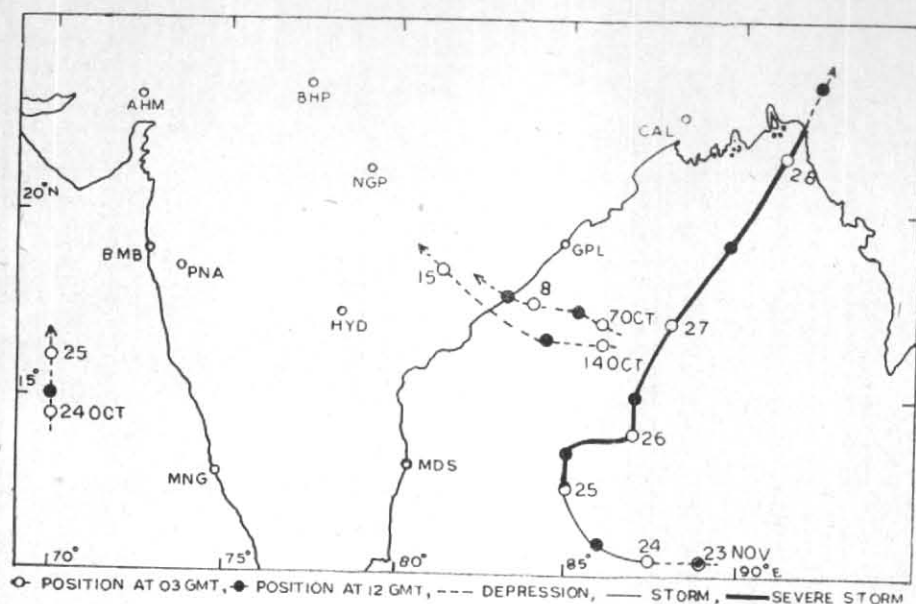 AHM
BHP
CAL
NGP
20°N
28
BMB
PNA
GPL
15
8
7OCT
HYD
27
14OCT
25
15°
24OCT
26
MNG
MDS
25
24
23 NOV
70°
75°
80°
85°
90°E
POSITION AT 03 GMT, POSITION AT 12 GMT, DEPRESSION, STORM, SEVERE STORM